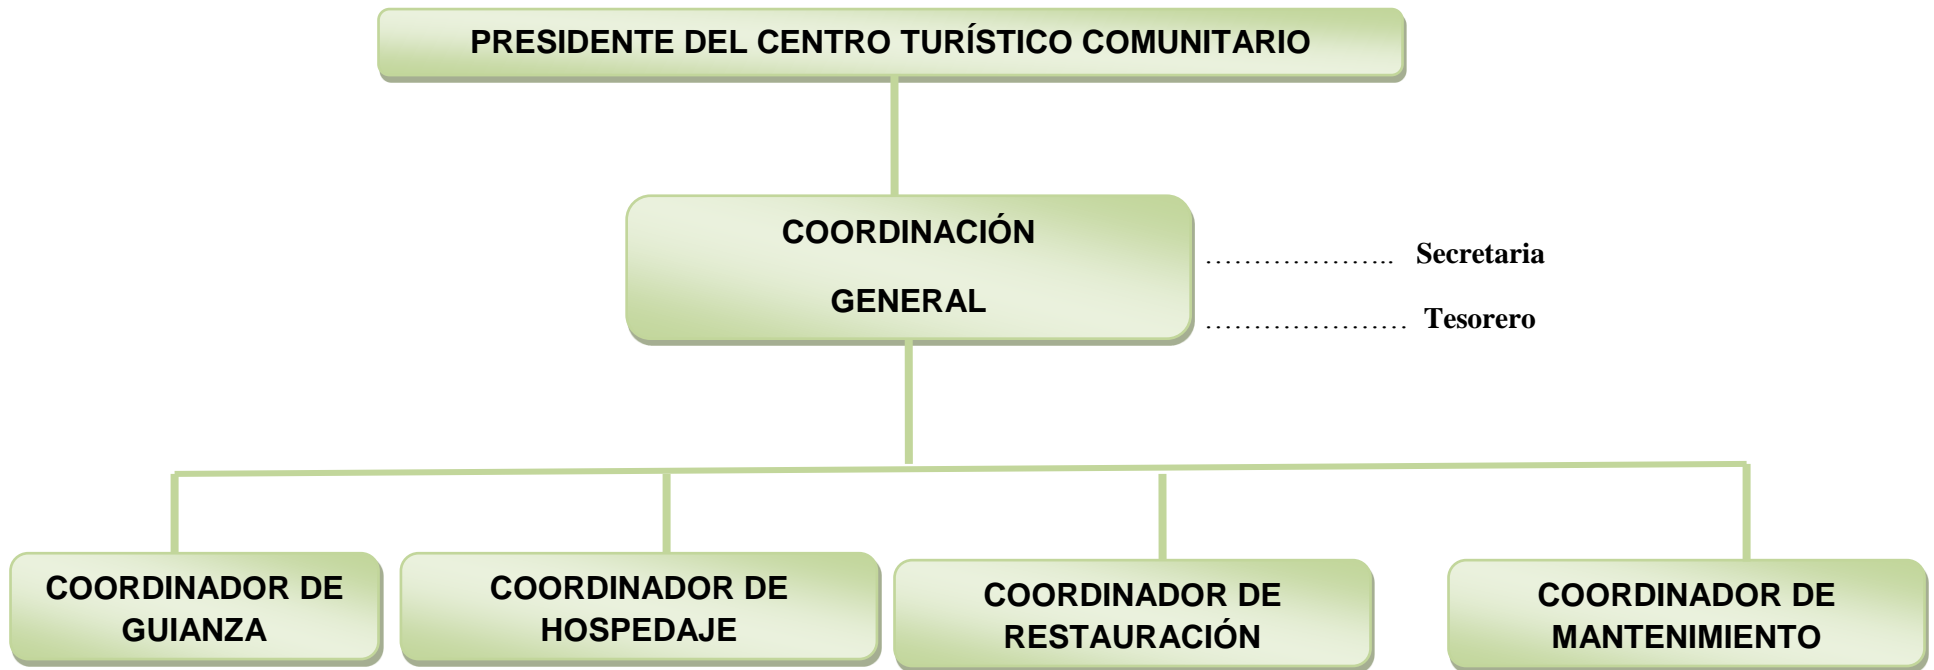 PRESIDENTE DEL CENTRO TURÍSTICO COMUNITARIO
COORDINACIÓN
GENERAL
……………….. Secretaria
………………… Tesorero
COORDINADOR DE
GUIANZA
COORDINADOR DE
HOSPEDAJE
COORDINADOR DE
RESTAURACIÓN
COORDINADOR DE
MANTENIMIENTO